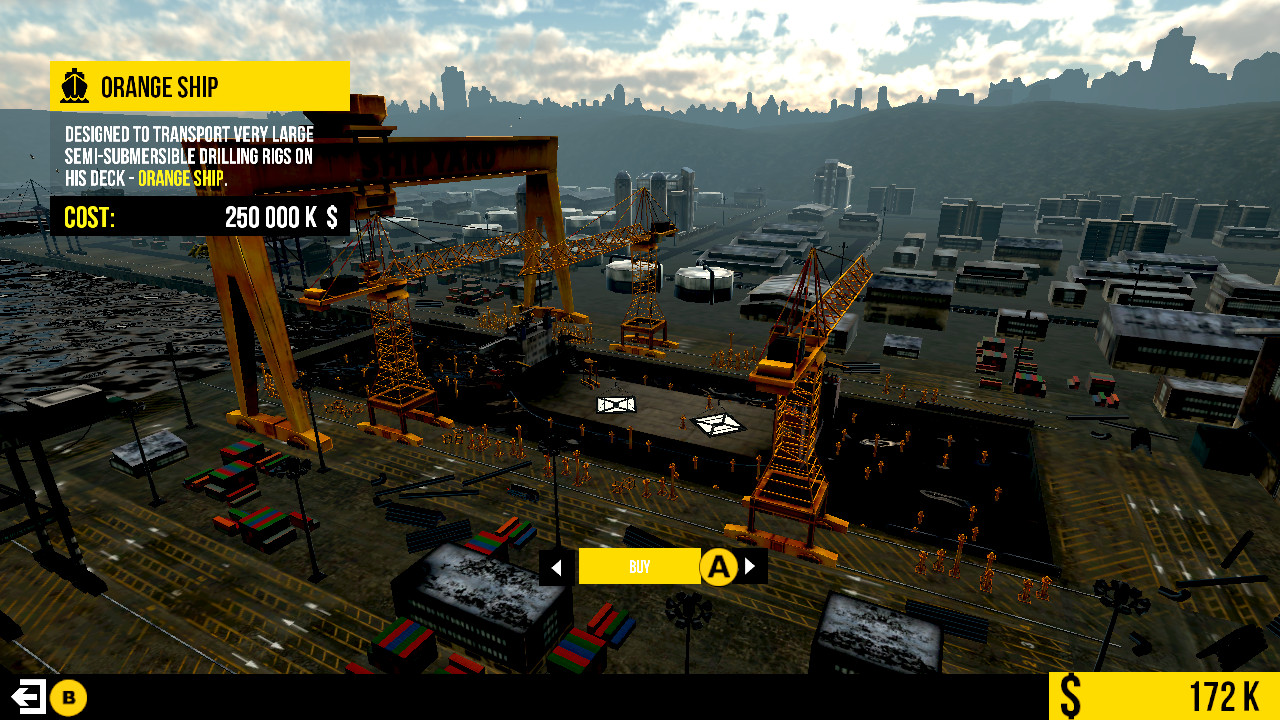 ORANGE SHIP
DESIGNED TO TRANSPORT VERY LARGE
SEMI-SUBMERSIBLE DRILLING RIGS ON
HIS DECK - ORANGE SHIP.
COST: 250 000 K $
SHIPYARD
BUY
A
B
$ 172 K